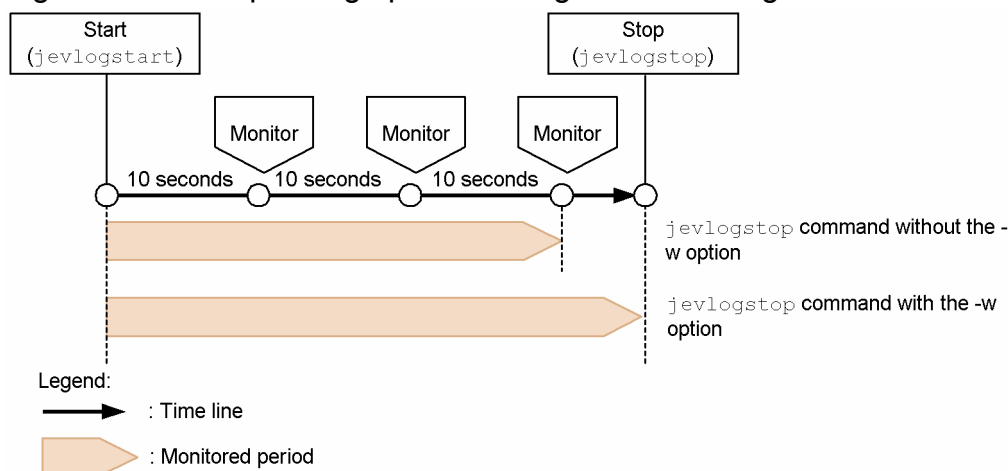 Start
(jevlogstart)
Stop
(jevlogstop)
Monitor
Monitor
Monitor
10 seconds
10 seconds
10 seconds
jevlogstop command without the -
w option
jevlogstop command with the -w
option
Legend:
: Time line
: Monitored period